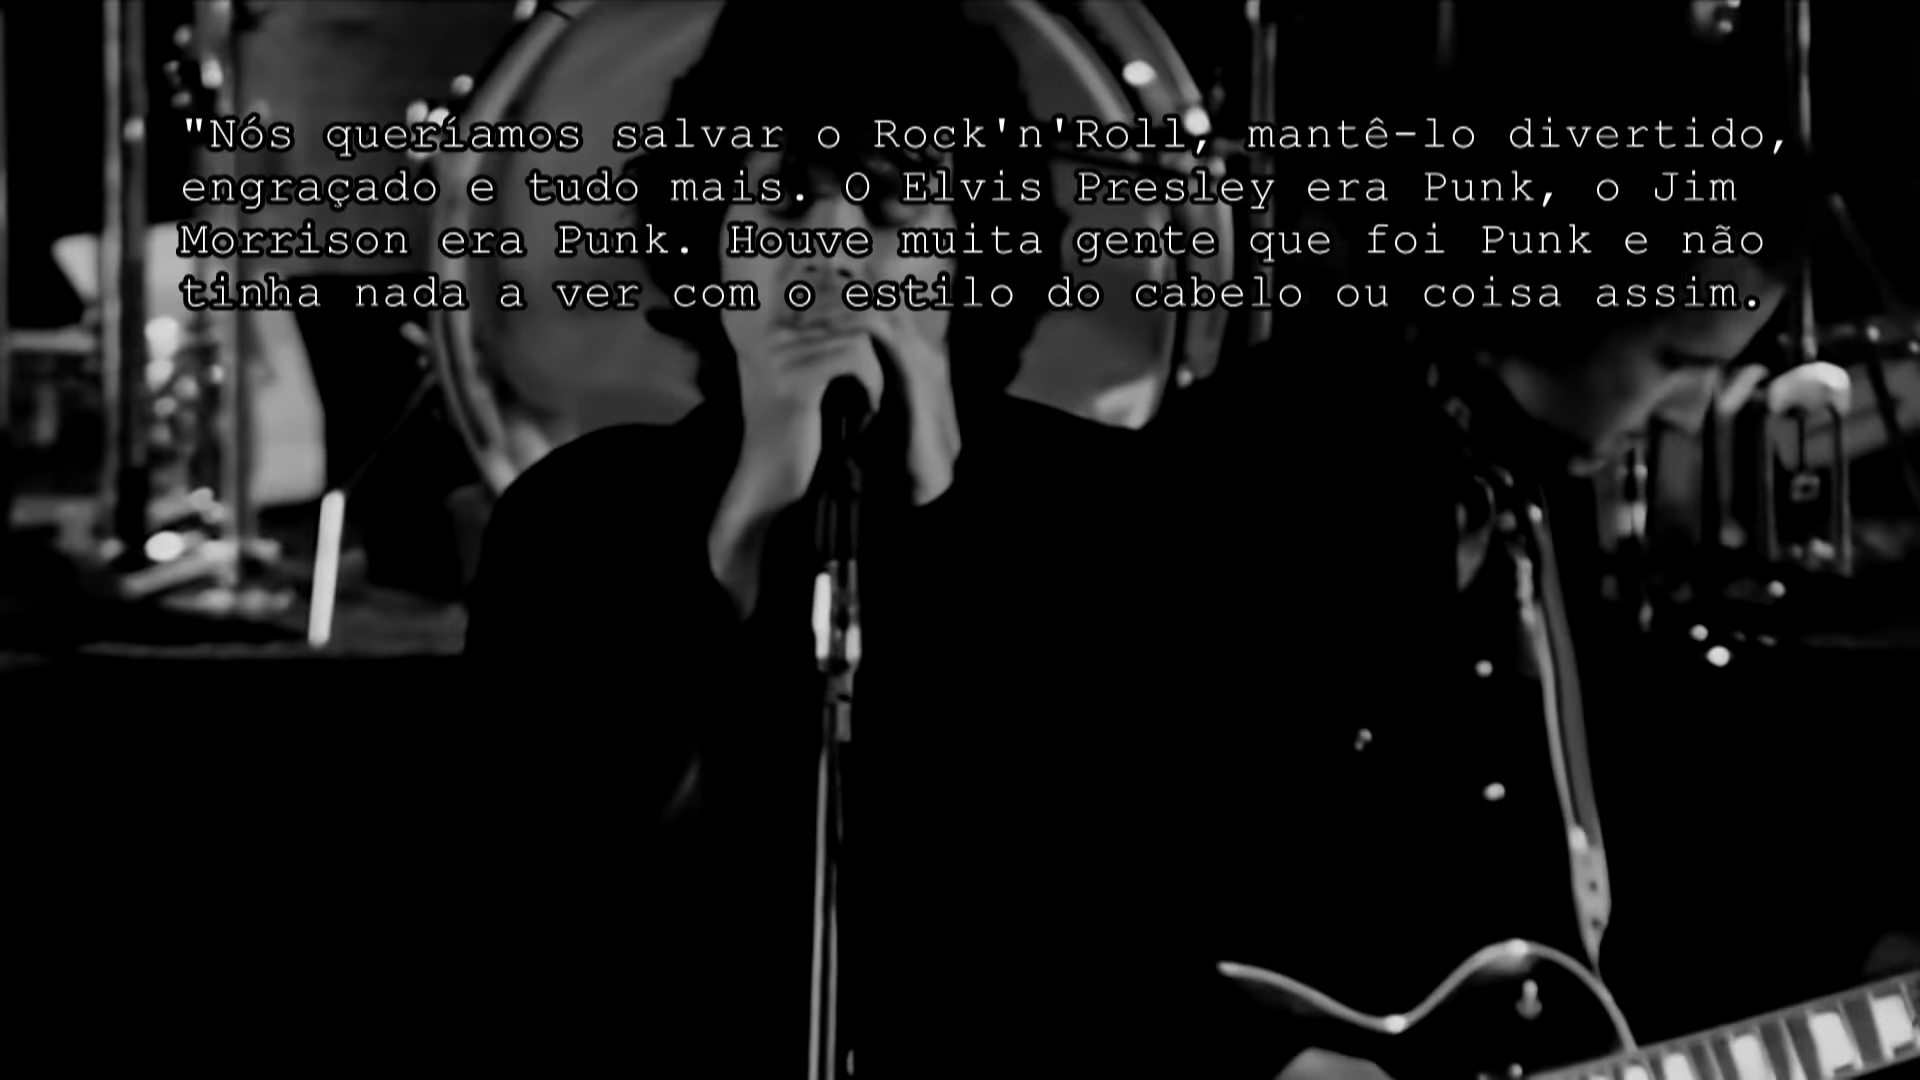 "Nós queríamos salvar o Rock'n'Roll, mantê-lo divertido,
engraçado e tudo mais. O Elvis Presley era Punk, o Jim
Morrison era Punk. Houve muita gente que foi Punk e não
tinha nada a ver com o estilo do cabelo ou coisa assim.